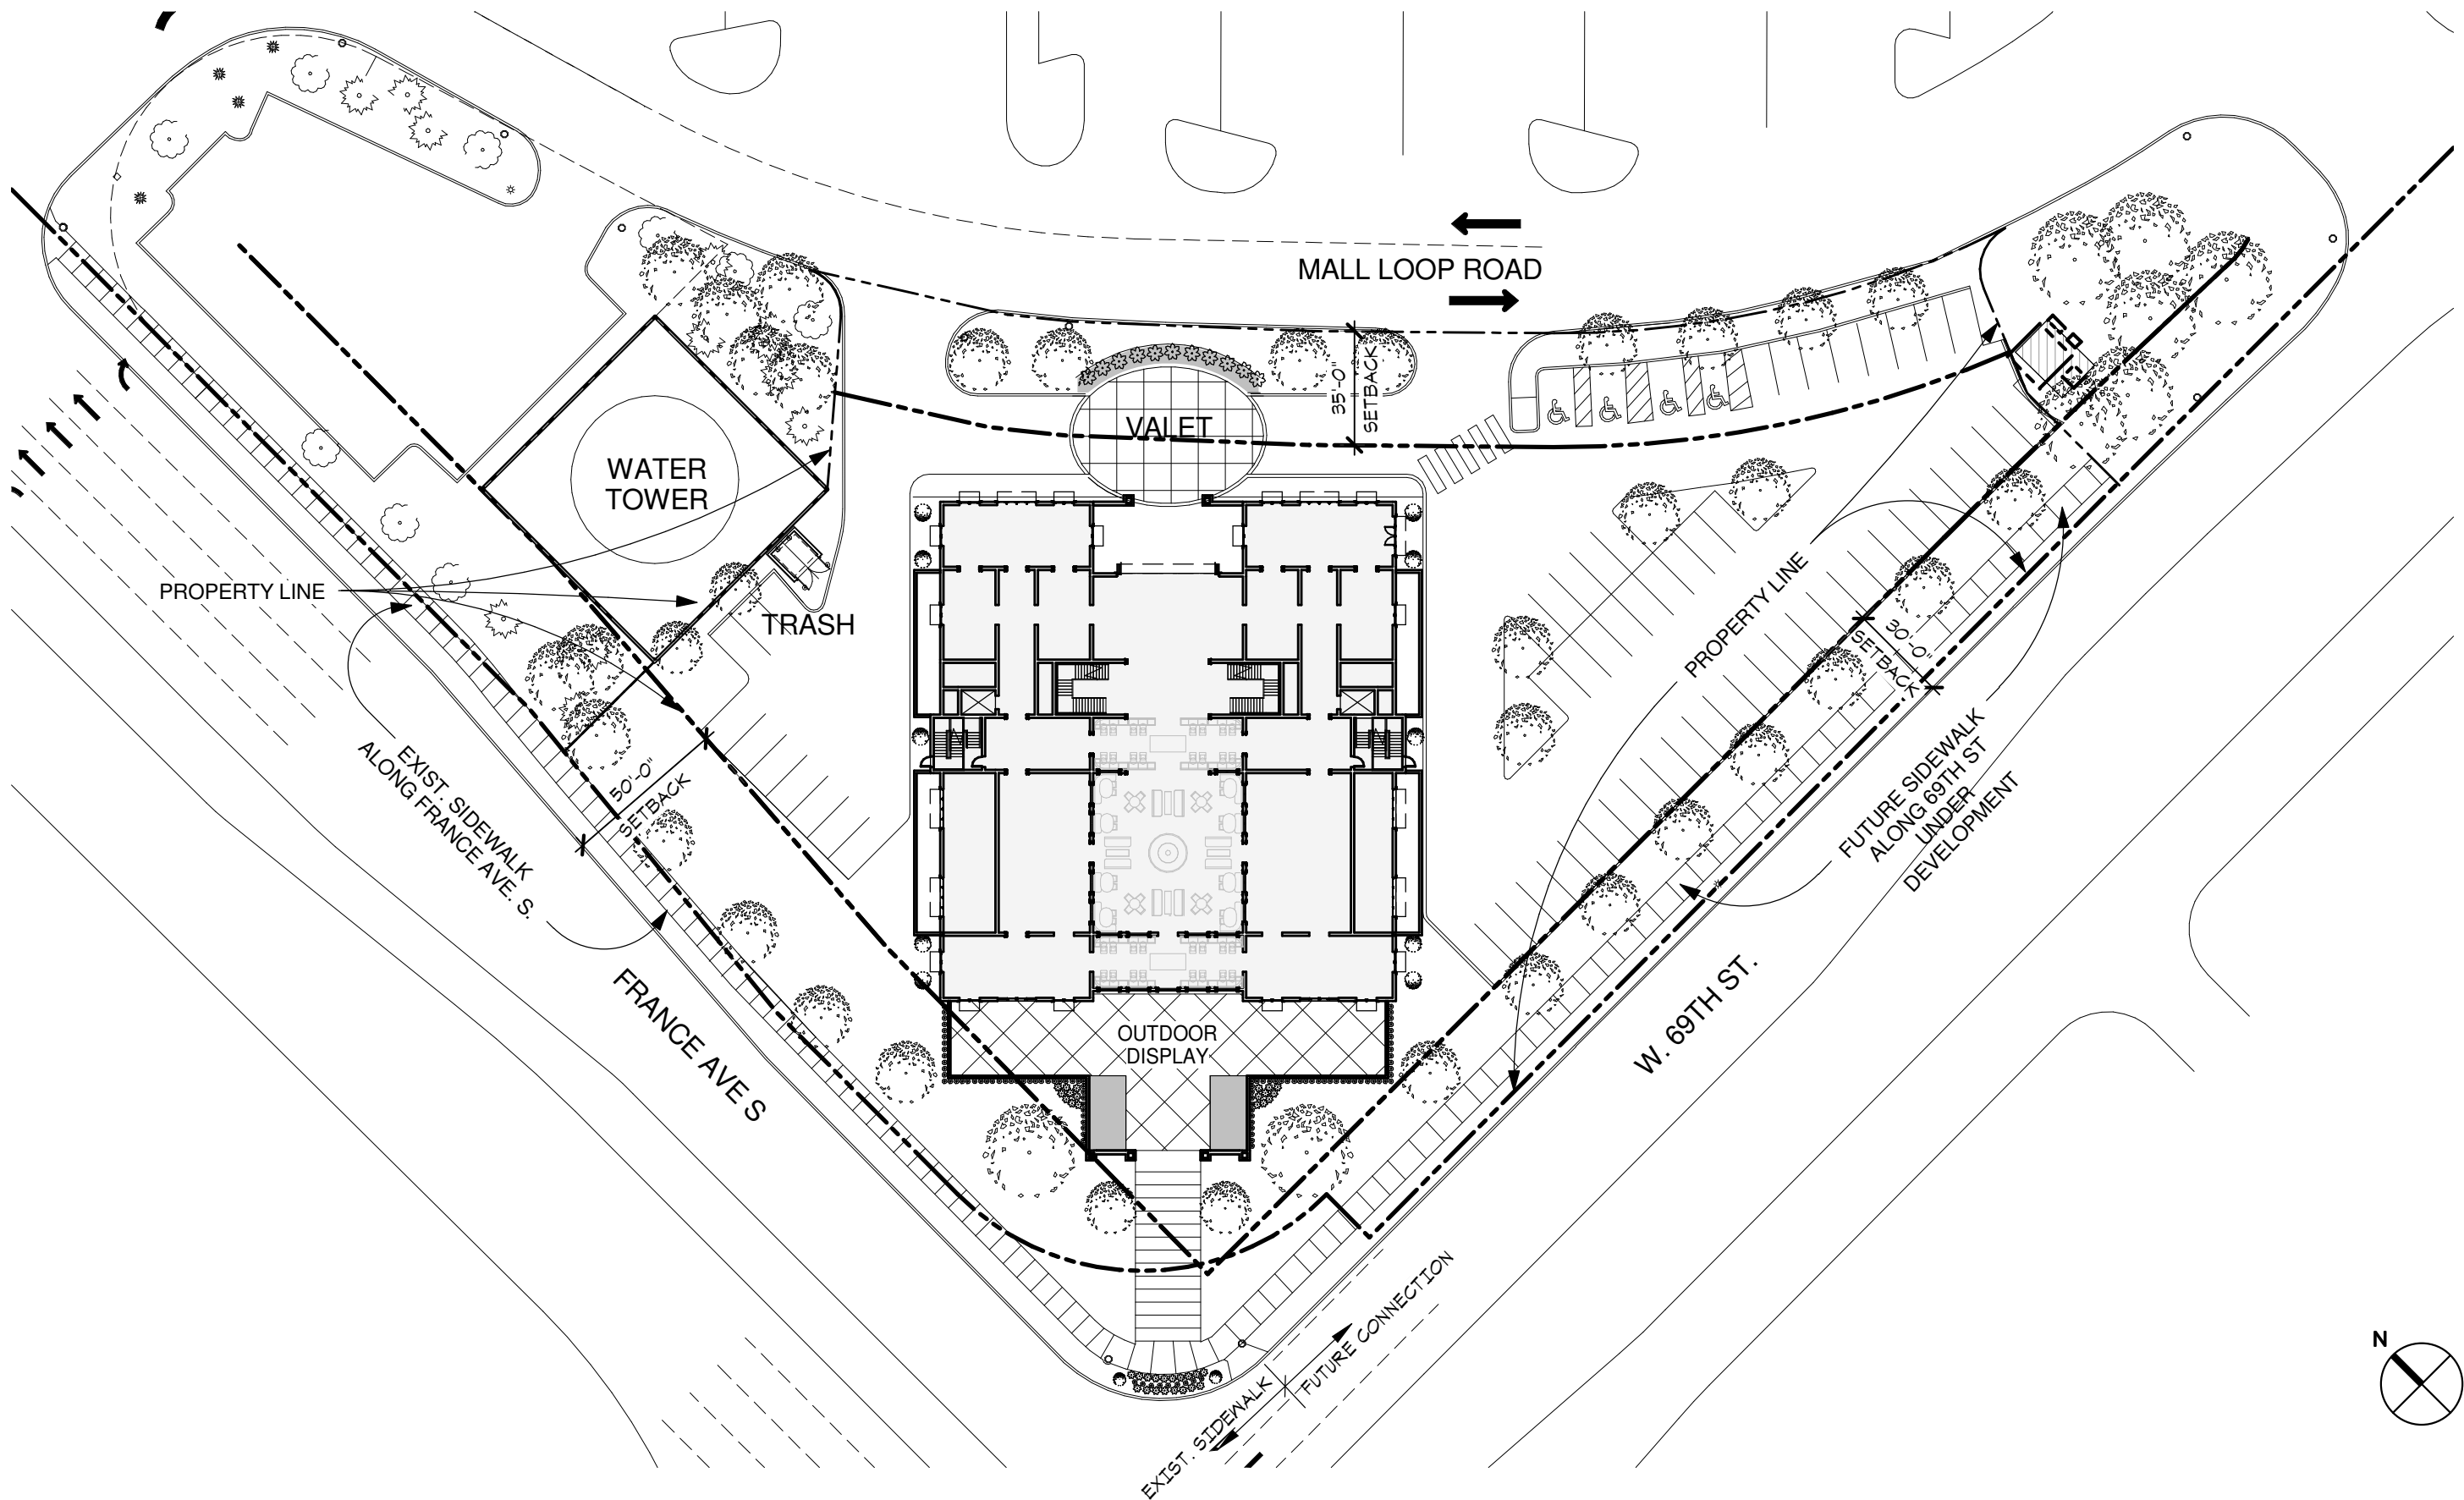 MALL LOOP ROAD
35'-0"
SETBACK
VALET
WATER
TOWER
PROPERTY LINE
TRASH
PROPERTY LINE
30'-0"
SETBACK
50'-0"
SETBACK
EXIST. SIDEWALK
ALONG FRANCE AVE. S.
FUTURE SIDEWALK
ALONG 69TH ST
UNDER
DEVELOPMENT
FRANCE AVE S
OUTDOOR
DISPLAY
W. 69TH ST.
EXIST. SIDEWALK
FUTURE CONNECTION
N